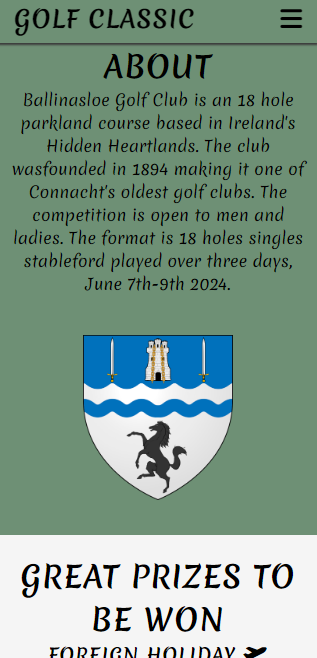 GOLF CLASSIC
ABOUT
Ballinasloe Golf Club is an 18 hole
parkland course based in Ireland's
Hidden Heartlands. The club
wasfounded in 1894 making it one of
Connacht's oldest golf clubs. The
competition is open to men and
ladies. The format is 18 holes singles
stableford played over three days,
June 7th-9th 2024.
GREAT PRIZES TO
BE WON
FOREIGN HOLIDAY